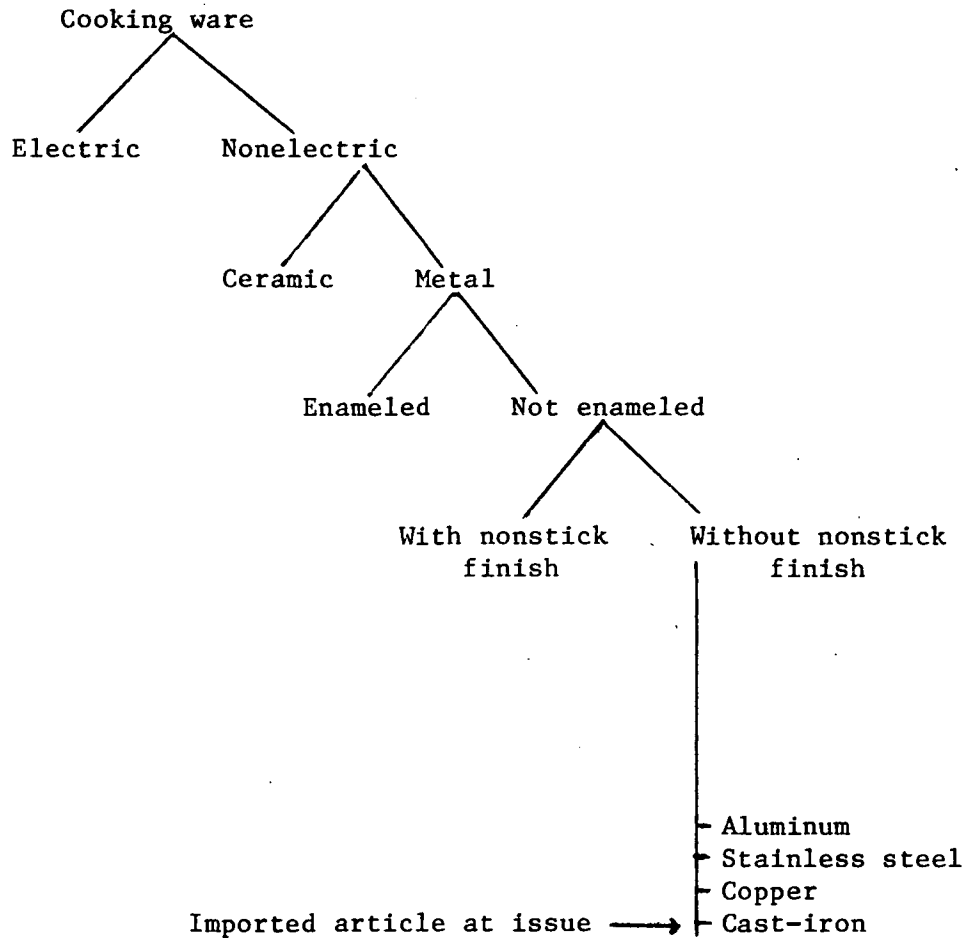 Cooking ware
Electric
Nonelectric
Ceramic
Metal
Enameled
Not enameled
With nonstick
finish
Without nonstick
finish
Aluminum
Stainless steel
Copper
Imported article at issue
Cast-iron